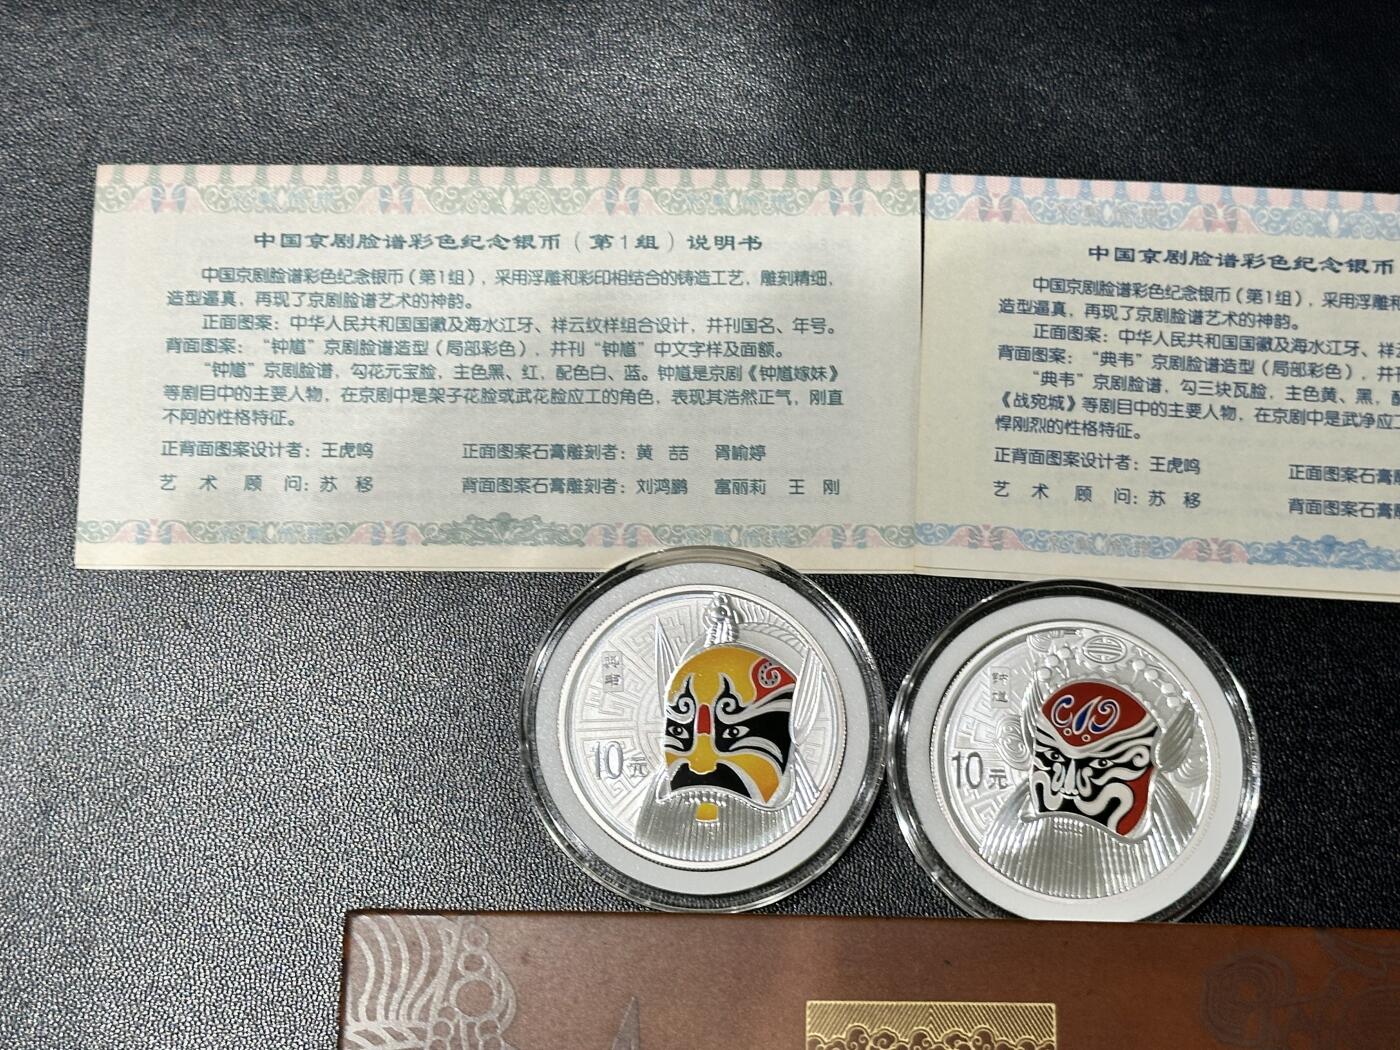 中国京剧脸谱彩色纪念银币（第1组）说明书
中国京剧脸谱彩色纪念银币（第1组），采用浮雕和彩印相结合的铸造工艺，雕刻精细，
造型逼真，再现了京剧脸谱艺术的神韵。
正面图案：中华人民共和国国徽及海水江牙、祥云纹样组合设计，并刊国名、年号。
背面图案：“钟馗”京剧脸谱造型（局部彩色），并刊“钟馗”中文字样及面额。
“钟馗”京剧脸谱，勾花元宝脸，主色黑、红，配色白、蓝。钟馗是京剧《钟馗嫁妹》
等剧目中的主要人物，在京剧中是架子花脸或武花脸应工的角色，表现其浩然正气，刚直
不阿的性格特征。
正背面图案设计者：王虎鸣 正面图案石膏雕刻者：黄 喆 胥喻婷
艺 术 顾 问：苏 移 背面图案石膏雕刻者：刘鸿鹏 富丽莉 王 刚
中国京剧脸谱彩色纪念银币
中国京剧脸谱彩色纪念银币（第1组），采用浮雕
造型逼真，再现了京剧脸谱艺术的神韵。
正面图案：中华人民共和国国徽及海水江牙、祥
背面图案：“典韦”京剧脸谱造型（局部彩色），并
“典韦”京剧脸谱，勾三块瓦脸，主色黄、黑，
《战宛城》等剧目中的主要人物，在京剧中是武净应
悍刚烈的性格特征。
正背面图案设计者：王虎鸣 正面图案石膏
艺 术 顾 问：苏 移 背面图案石膏
典韦
10元
钟馗
10元